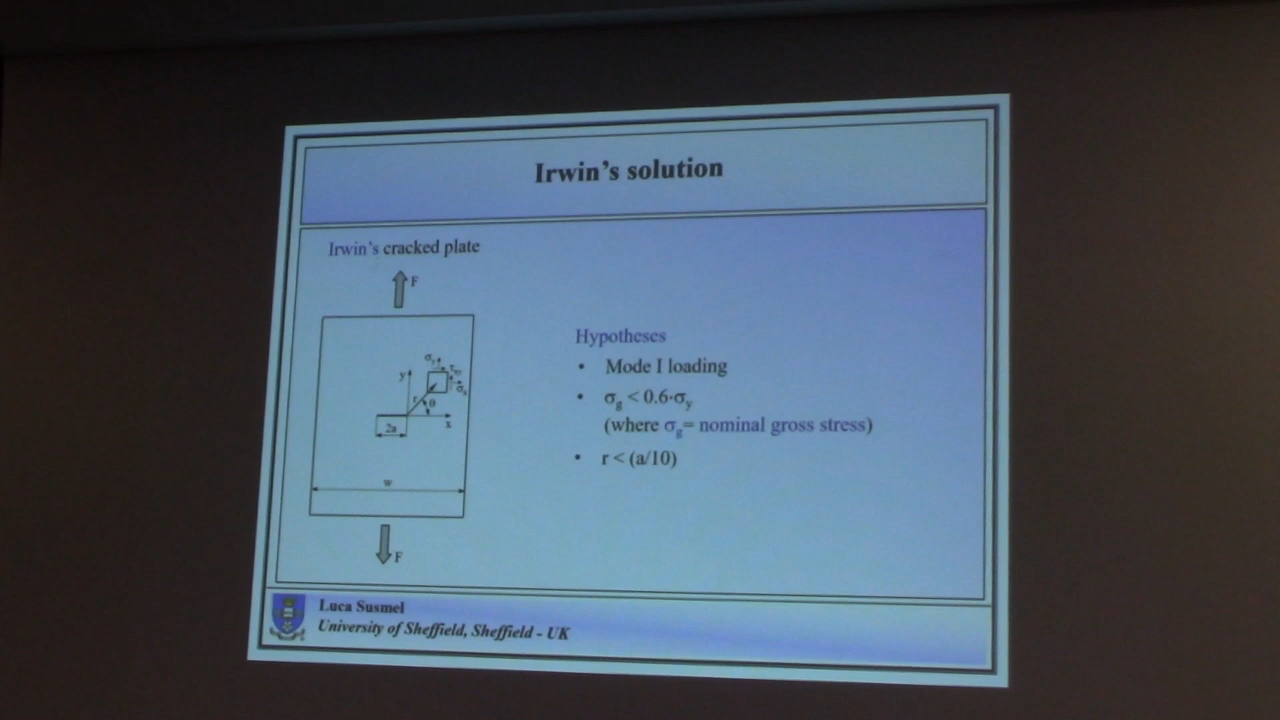 Irwin's solution
Irwin's cracked plate
F
σy
τxy
y
σx
r
θ
x
2a
w
F
Hypotheses
• Mode I loading
• σg < 0.6·σy
(where σg= nominal gross stress)
• r < (a/10)
Luca Susmel
University of Sheffield, Sheffield - UK